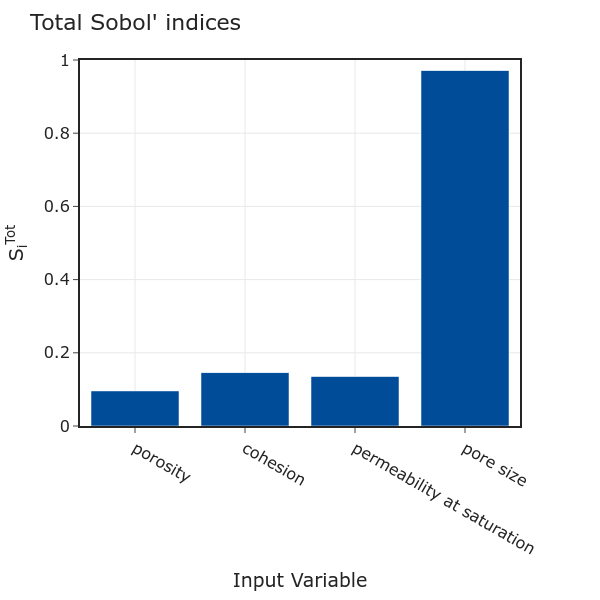 Total Sobol' indices
1
0.8
0.6
0.4
0.2
0
S_i^Tot
porosity
cohesion
permeability at saturation
pore size
Input Variable